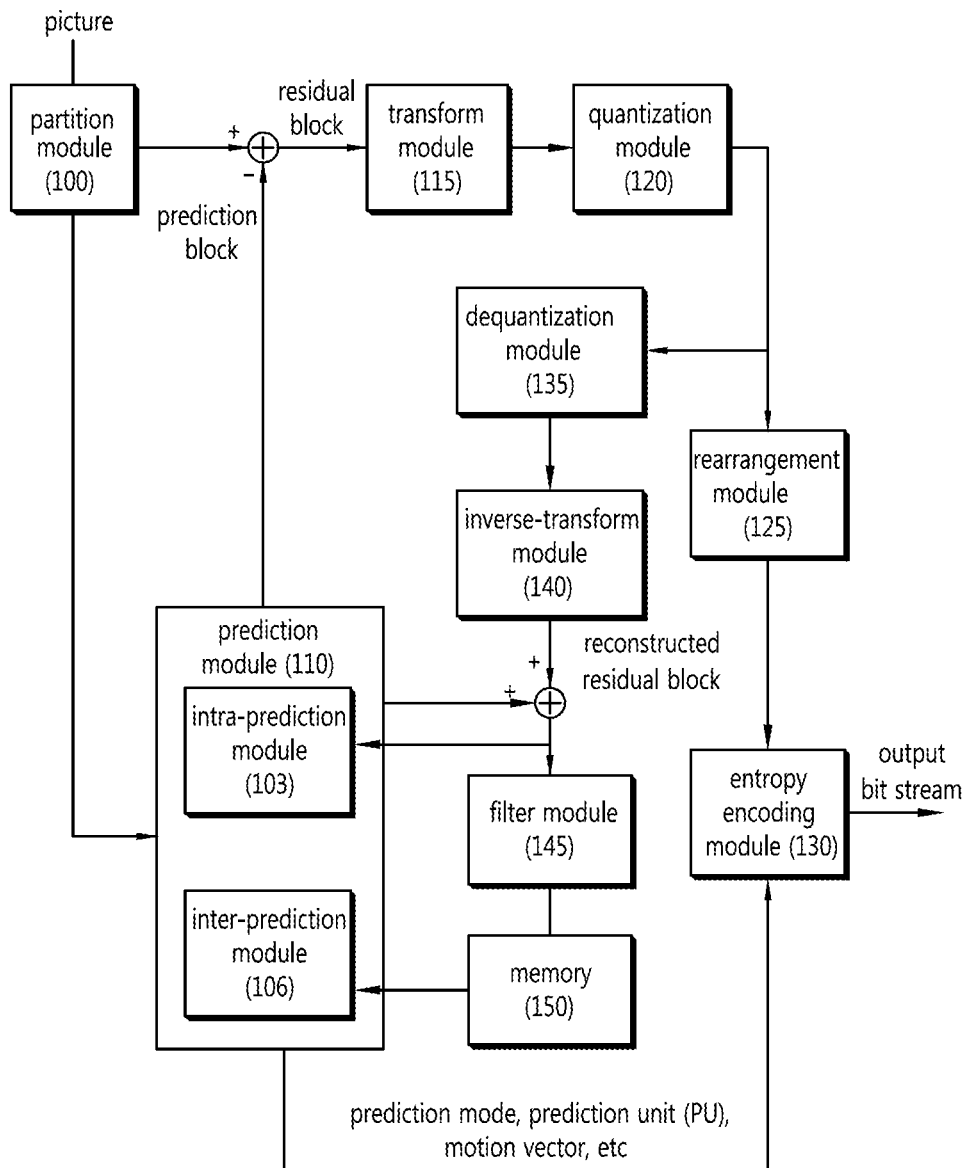 picture
partition
module
(100)
+
-
residual
block
transform
module
(115)
quantization
module
(120)
prediction
block
dequantization
module
(135)
rearrangement
module
(125)
inverse-transform
module
(140)
prediction
module (110)
+
+
reconstructed
residual block
intra-prediction
module
(103)
filter module
(145)
entropy
encoding
module (130)
output
bit stream
inter-prediction
module
(106)
memory
(150)
prediction mode, prediction unit (PU),
motion vector, etc